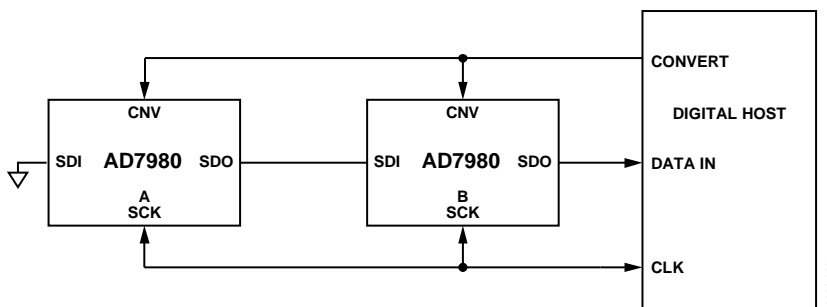 CONVERT
CNV
CNV
DIGITAL HOST
SDI AD7980 SDO
SDI AD7980 SDO
DATA IN
A
SCK
B
SCK
CLK